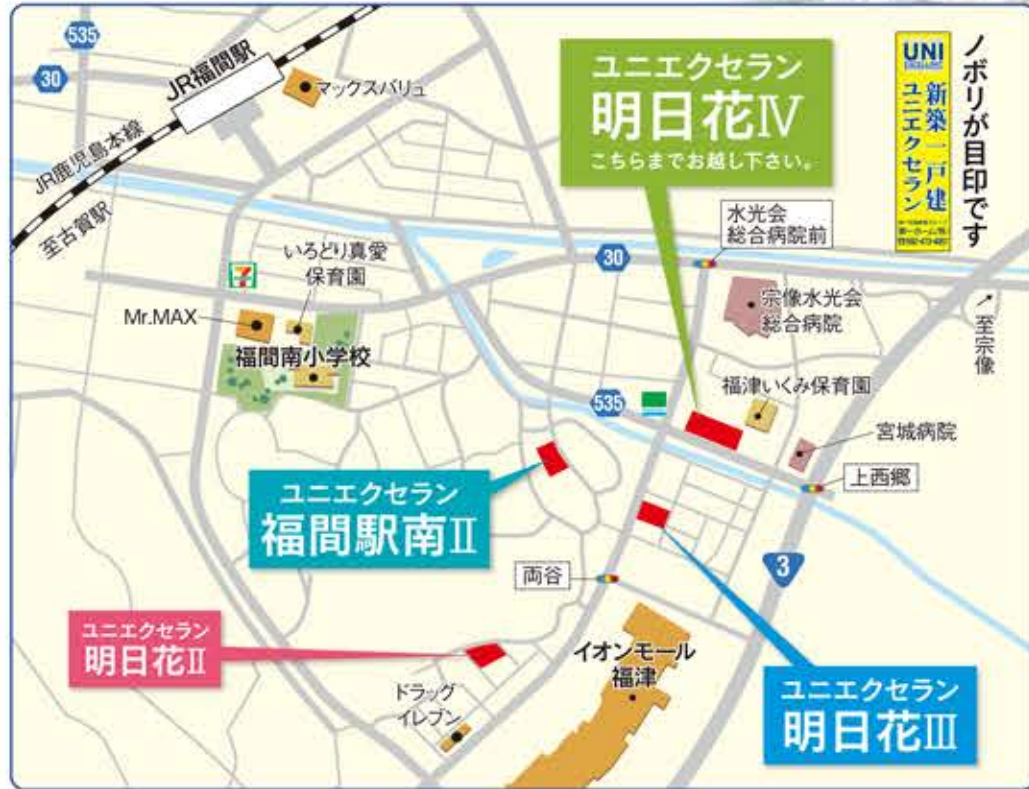 535
30
JR福間駅
マックスバリュ
JR鹿児島本線
至古賀駅
ユニエクセラン
明日花Ⅳ
こちらまでお越し下さい。
ノボリが目印です
UNI
新築一戸建
ユニエクセラン
水光会
総合病院前
30
宗像水光会
総合病院
至宗像
いろどり真愛
保育園
7
Mr.MAX
福間南小学校
福津いくみ保育園
535
宮城病院
上西郷
ユニエクセラン
福間駅南Ⅱ
両谷
3
ユニエクセラン
明日花Ⅱ
イオンモール
福津
ドラッグ
イレブン
ユニエクセラン
明日花Ⅲ